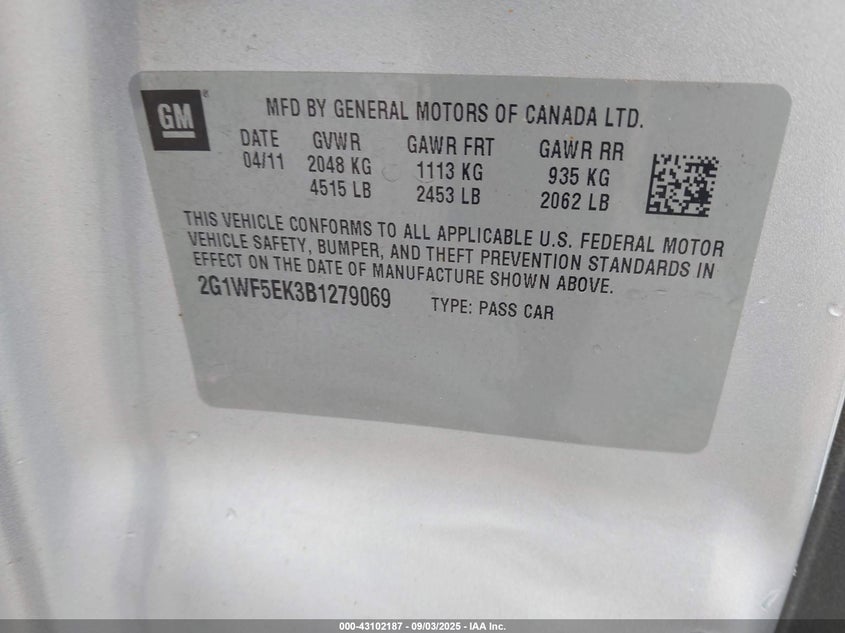 GM®
MFD BY GENERAL MOTORS OF CANADA LTD.
DATE GVWR GAWR FRT GAWR RR
04/11 2048 KG 1113 KG 935 KG
4515 LB 2453 LB 2062 LB
THIS VEHICLE CONFORMS TO ALL APPLICABLE U.S. FEDERAL MOTOR
VEHICLE SAFETY, BUMPER, AND THEFT PREVENTION STANDARDS IN
EFFECT ON THE DATE OF MANUFACTURE SHOWN ABOVE.
2G1WF5EK3B1279069 TYPE: PASS CAR
000-43102187 - 09/03/2025 - IAA Inc.